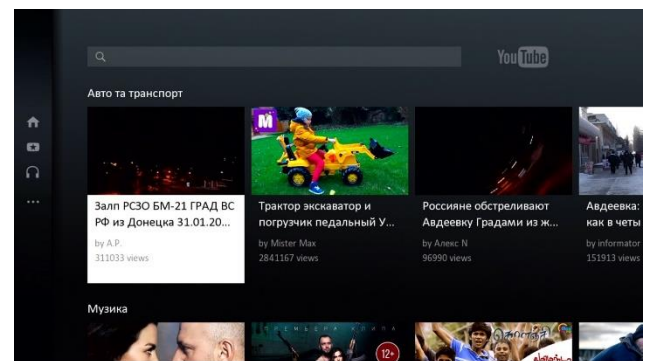 YouTube
Авто та транспорт
Залп РСЗО БМ-21 ГРАД ВС
РФ из Донецка 31.01.20...
by A.P.
311033 views
M
Трактор экскаватор и
погрузчик педальный У...
by Mister Max
2841167 views
Россияне обстреливают
Авдеевку Градами из ж...
by Алекс N
96990 views
Авдеевка:
как в четы
by informator
151913 views
Музика
ПРЕМЬЕРА КЛИПА
12+